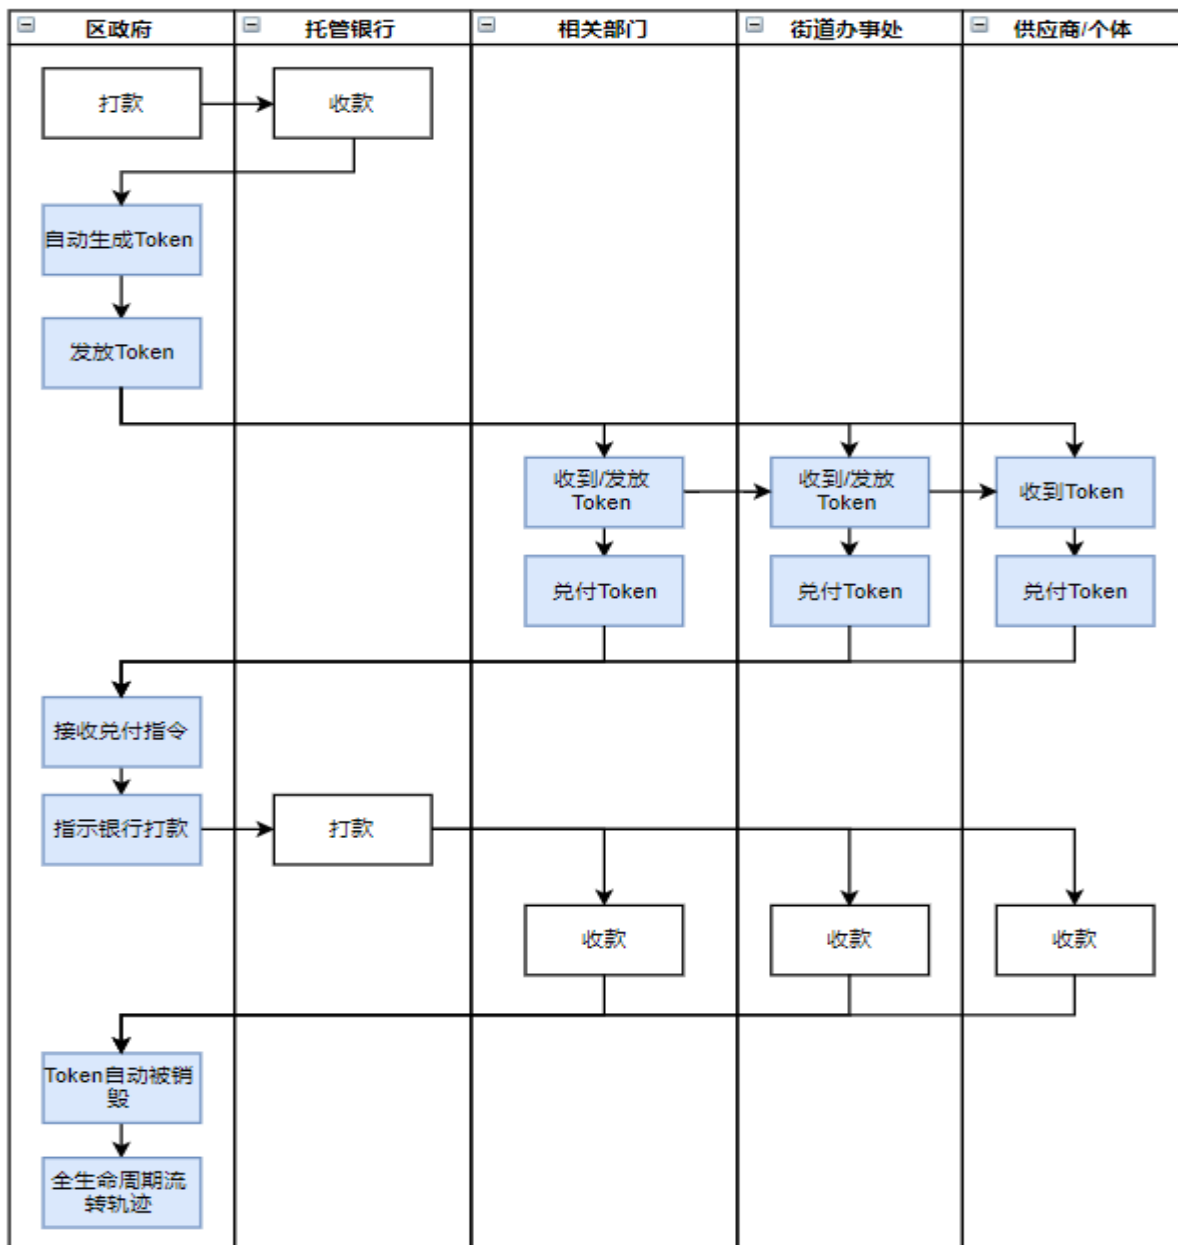 区政府
托管银行
相关部门
街道办事处
供应商/个体
打款
收款
自动生成Token
发放Token
收到/发放
Token
收到/发放
Token
收到Token
兑付Token
兑付Token
兑付Token
接收兑付指令
指示银行打款
打款
收款
收款
收款
Token自动被销
毁
全生命周期流
转轨迹